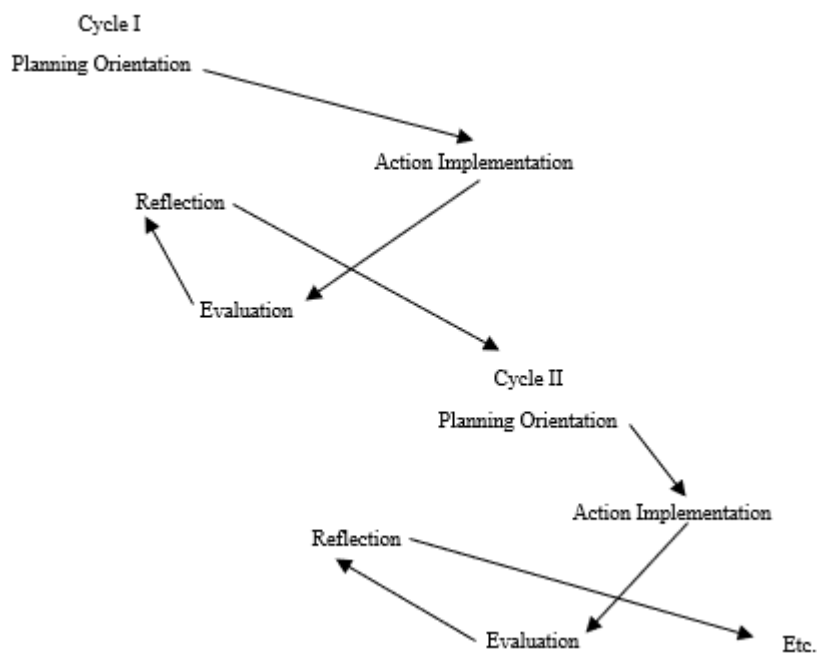 Cycle I
Planning Orientation
Action Implementation
Reflection
Evaluation
Cycle II
Planning Orientation
Action Implementation
Reflection
Evaluation
Etc.